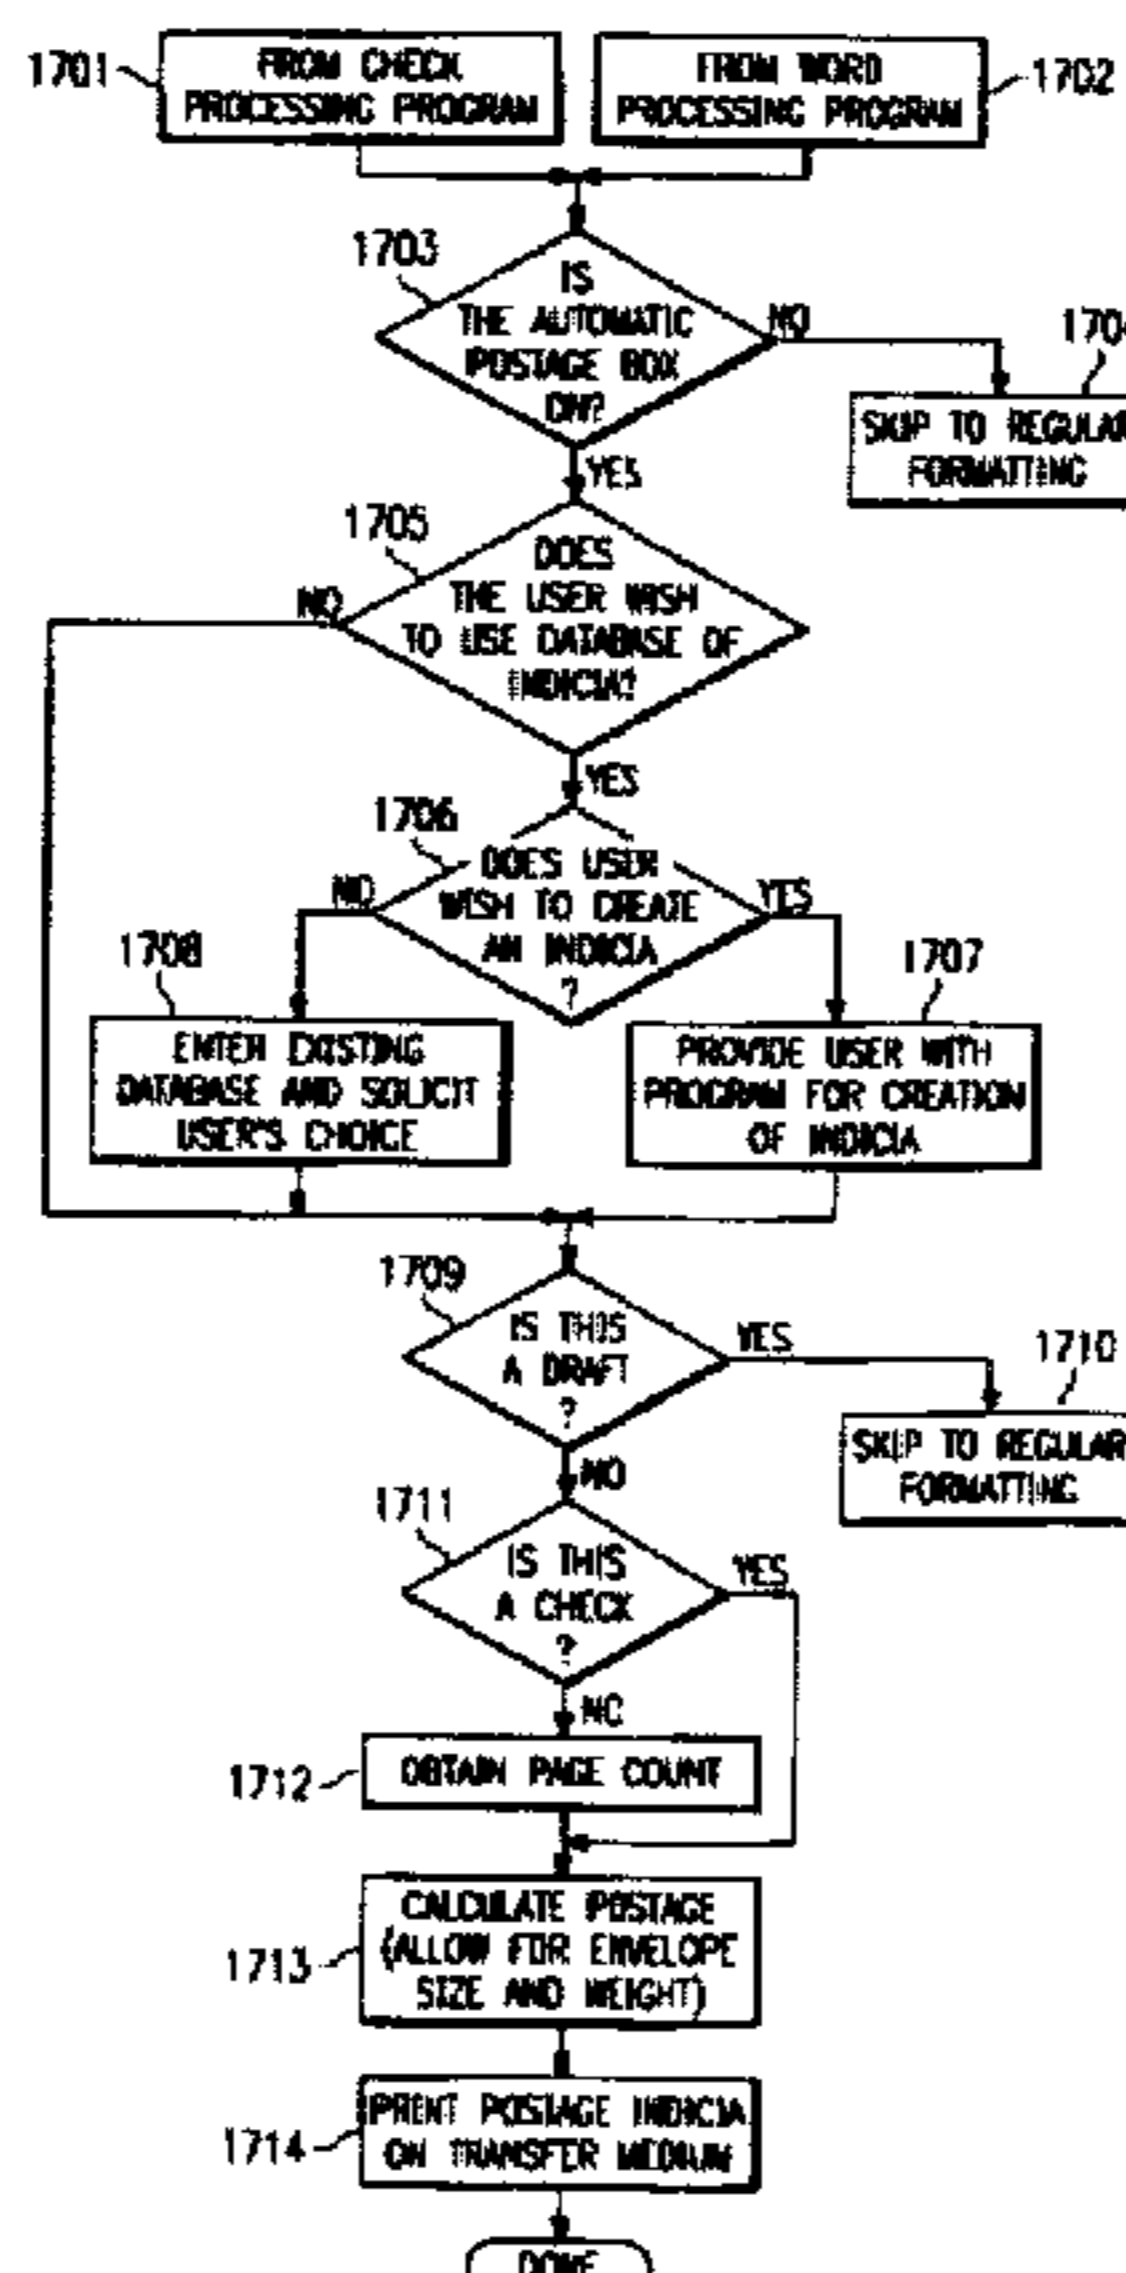 1701
FROM CHECK
PROCESSING PROGRAM
FROM WORD
PROCESSING PROGRAM
1702
1703
IS
THE AUTOMATIC
POSTAGE BOX
ON?
NO
SKIP TO REGULAR
FORMATTING
YES
1705
DOES
THE USER WISH
TO USE DATABASE OF
INDICIA?
NO
YES
1706
DOES USER
WISH TO CREATE
AN INDICIA
?
NO
YES
1708
ENTER EXISTING
DATABASE AND SOLICIT
USER'S CHOICE
1707
PROVIDE USER WITH
PROGRAM FOR CREATION
OF INDICIA
1709
IS THIS
A DRAFT
?
YES
1710
SKIP TO REGULAR
FORMATTING
NO
1711
IS THIS
A CHECK
?
YES
NO
1712
OBTAIN PAGE COUNT
1713
CALCULATE POSTAGE
(ALLOW FOR ENVELOPE
SIZE AND WEIGHT)
1714
PRINT POSTAGE INDICIA
ON TRANSFER MEDIUM
DONE